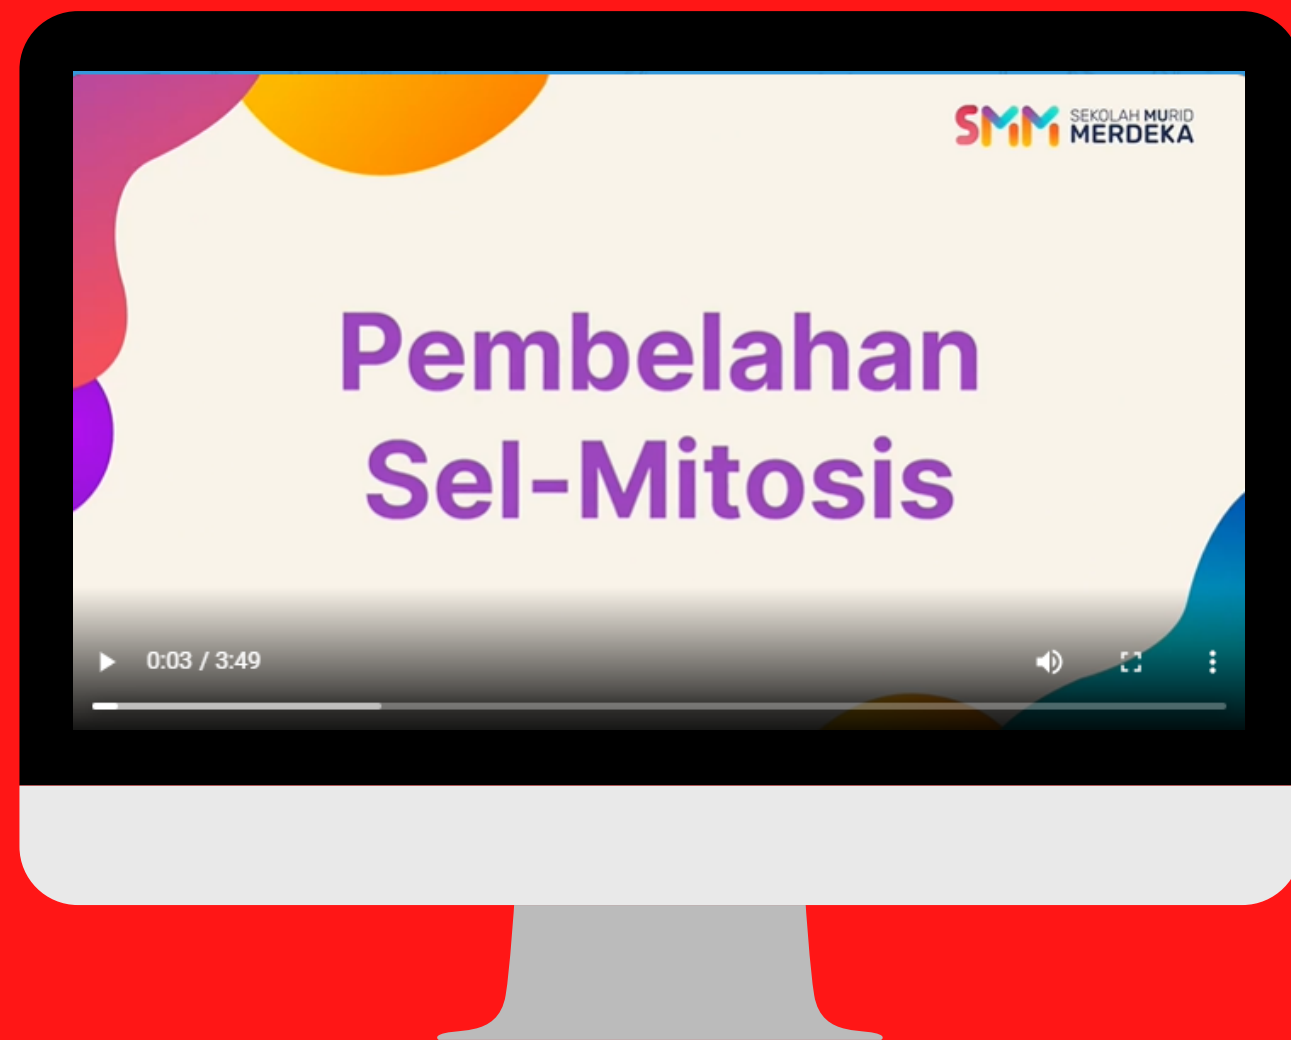 SMM SEKOLAH MURID
MERDEKA
Pembelahan
Sel-Mitosis
0:03 / 3:49